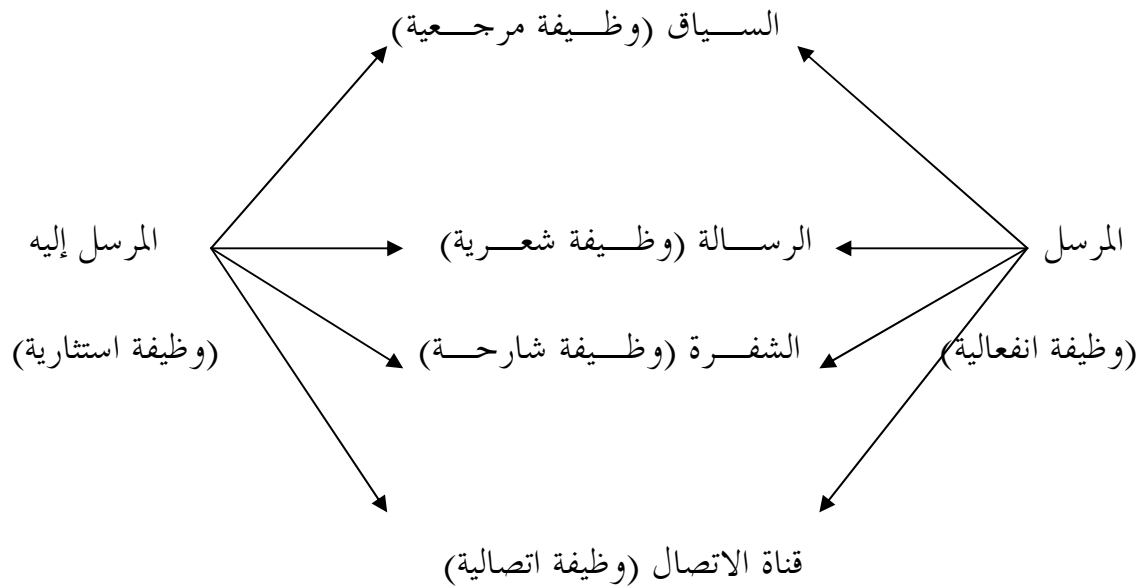 السياق (وظيفة مرجعية)
المرسل
الرسالة (وظيفة شعرية)
المرسل إليه
(وظيفة انفعالية)
الشفرة (وظيفة شارحة)
(وظيفة استثارية)
قناة الاتصال (وظيفة اتصالية)